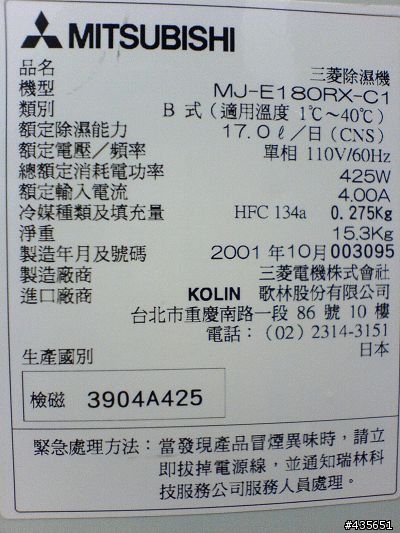 MITSUBISHI
品名 三菱除濕機
機型 MJ-E180RX-C1
類別 B 式（適用溫度 1℃～40℃）
額定除濕能力 17.0ℓ／日（CNS）
額定電壓／頻率 單相 110V/60Hz
總額定消耗電功率 425W
額定輸入電流 4.00A
冷媒種類及填充量 HFC 134a 0.275Kg
淨重 15.3Kg
製造年月及號碼 2001 年10月 003095
製造廠商 三菱電機株式會社
進口廠商 KOLIN 歌林股份有限公司
台北市重慶南路一段 86 號 10 樓
電話：（02）2314-3151
生產國別 日本
檢磁 3904A425
緊急處理方法：當發現產品冒煙異味時，請立
即拔掉電源線，並通知瑞林科
技服務公司服務人員處理。
#435651